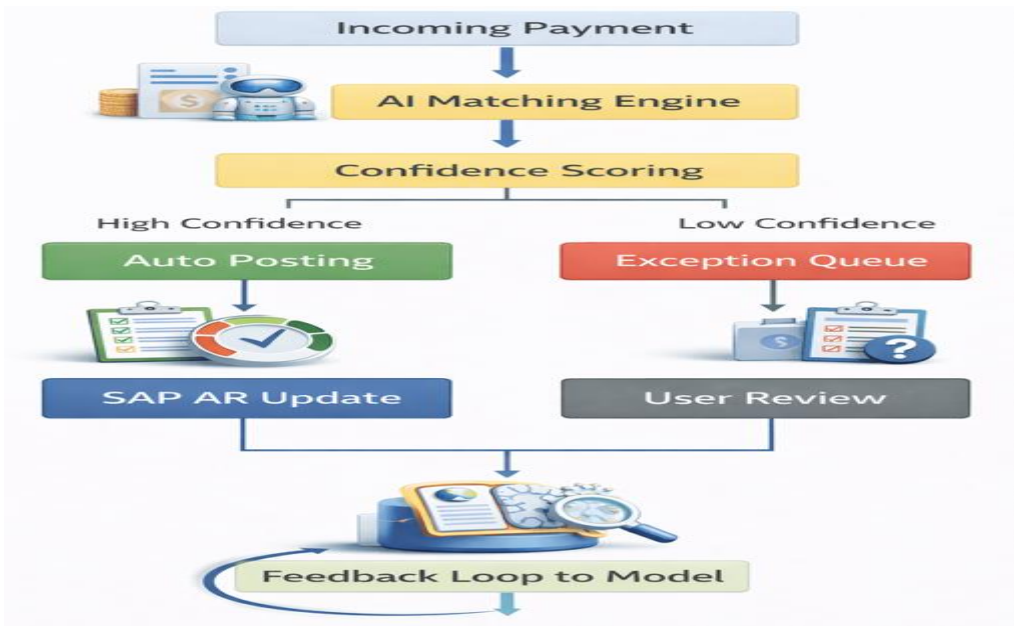 Incoming Payment
AI Matching Engine
Confidence Scoring
High Confidence
Low Confidence
Auto Posting
Exception Queue
$
$
?
SAP AR Update
User Review
Feedback Loop to Model